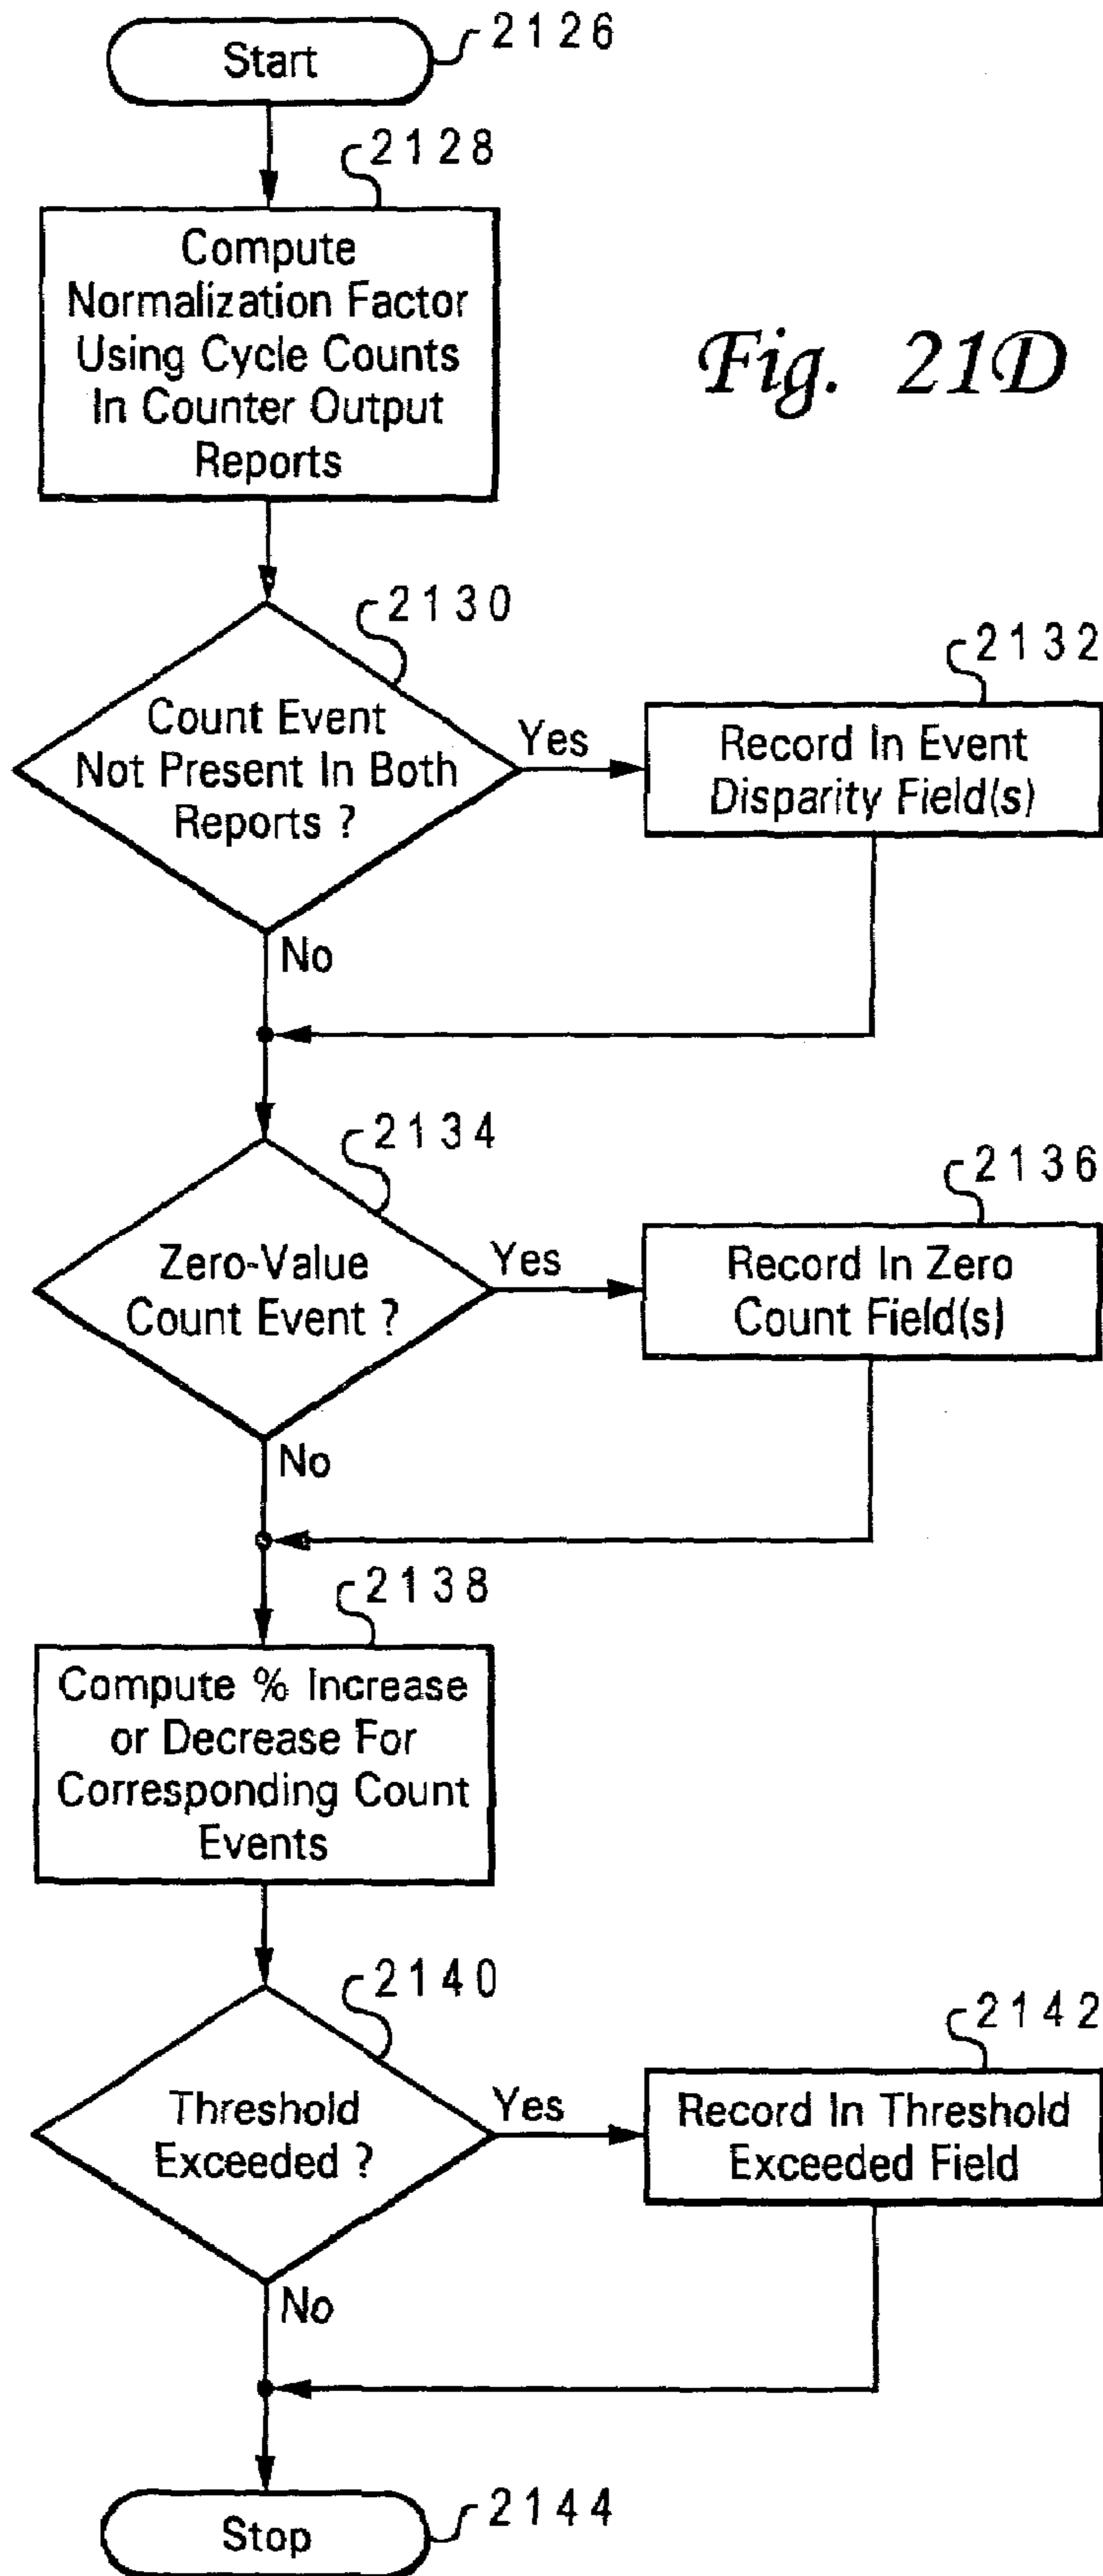 Start
2126
2128
Compute
Normalization Factor
Using Cycle Counts
In Counter Output
Reports
Fig. 21D
2130
Count Event
Not Present In Both
Reports ?
Yes
2132
Record In Event
Disparity Field(s)
No
2134
Zero-Value
Count Event ?
Yes
2136
Record In Zero
Count Field(s)
No
2138
Compute % Increase
or Decrease For
Corresponding Count
Events
2140
Threshold
Exceeded ?
Yes
2142
Record In Threshold
Exceeded Field
No
Stop
2144